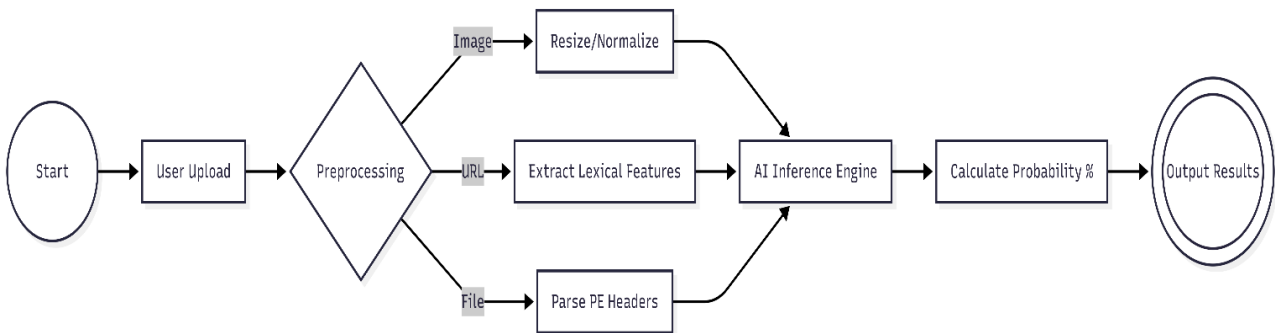 Image
Resize/Normalize
Start
User Upload
Preprocessing
URL
Extract Lexical Features
AI Inference Engine
Calculate Probability %
Output Results
File
Parse PE Headers